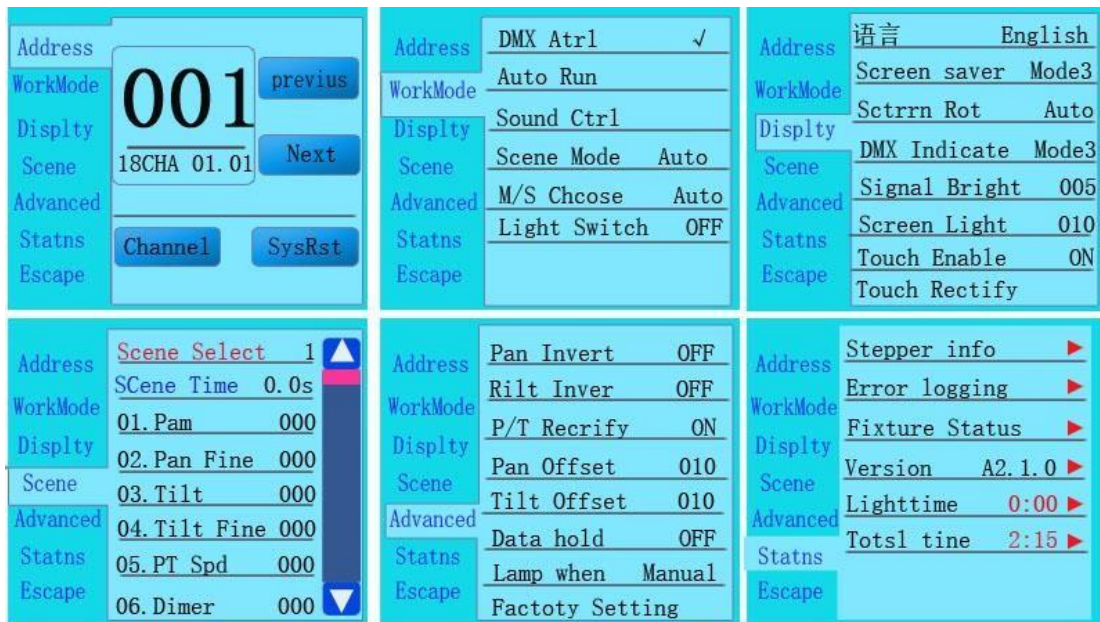 Address
WorkMode
Displty
Scene
Advanced
Statns
Escape
001
18CHA 01.01
previus
Next
Channel
SysRst
Address
WorkMode
Displty
Scene
Advanced
Statns
Escape
DMX Atrl √
Auto Run
Sound Ctrl
Scene Mode Auto
M/S Chcose Auto
Light Switch OFF
Address
WorkMode
Displty
Scene
Advanced
Statns
Escape
语言 English
Screen saver Mode3
Sctrrn Rot Auto
DMX Indicate Mode3
Signal Bright 005
Screen Light 010
Touch Enable ON
Touch Rectify
Address
WorkMode
Displty
Scene
Advanced
Statns
Escape
Scene Select 1
SCene Time 0.0s
01.Pam 000
02.Pan Fine 000
03.Tilt 000
04.Tilt Fine 000
05.PT Spd 000
06.Dimer 000
Address
WorkMode
Displty
Scene
Advanced
Statns
Escape
Pan Invert OFF
Rilt Inver OFF
P/T Recrify ON
Pan Offset 010
Tilt Offset 010
Data hold OFF
Lamp when Manual
Factoty Setting
Address
WorkMode
Displty
Scene
Advanced
Statns
Escape
Stepper info
Error logging
Fixture Status
Version A2.1.0
Lighttime 0:00
Totsl tine 2:15